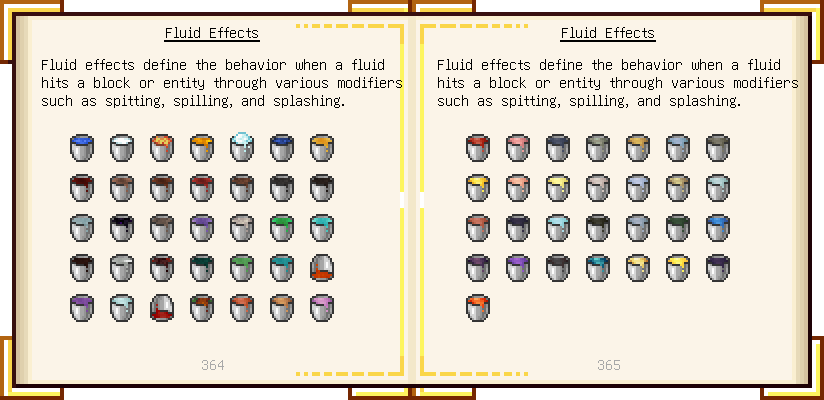 Fluid Effects
Fluid effects define the behavior when a fluid
hits a block or entity through various modifiers
such as spitting, spilling, and splashing.
364
Fluid Effects
Fluid effects define the behavior when a fluid
hits a block or entity through various modifiers
such as spitting, spilling, and splashing.
365